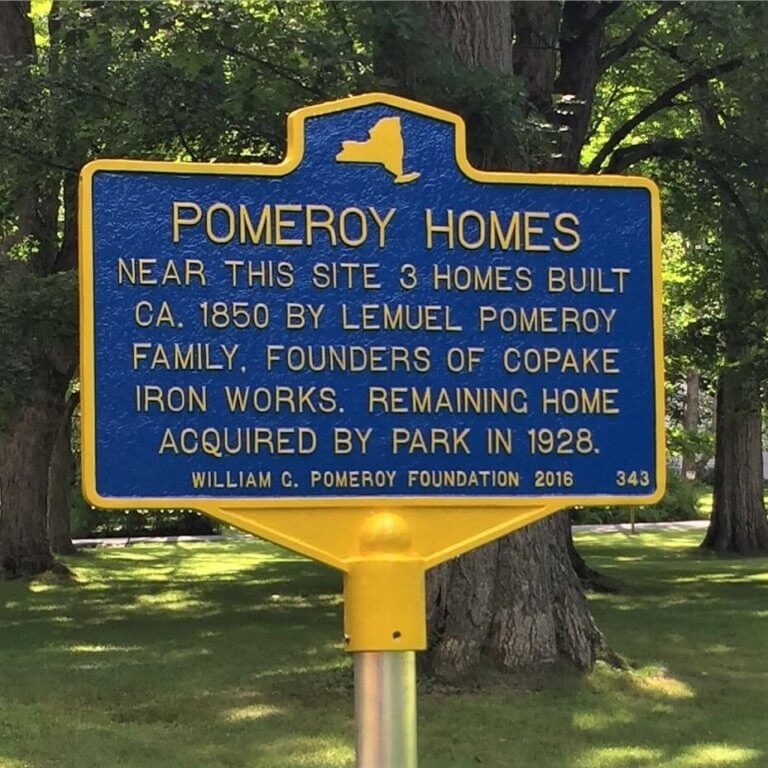 POMEROY HOMES
NEAR THIS SITE 3 HOMES BUILT
CA. 1850 BY LEMUEL POMEROY
FAMILY, FOUNDERS OF COPAKE
IRON WORKS. REMAINING HOME
ACQUIRED BY PARK IN 1928.
WILLIAM G. POMEROY FOUNDATION 2016 343